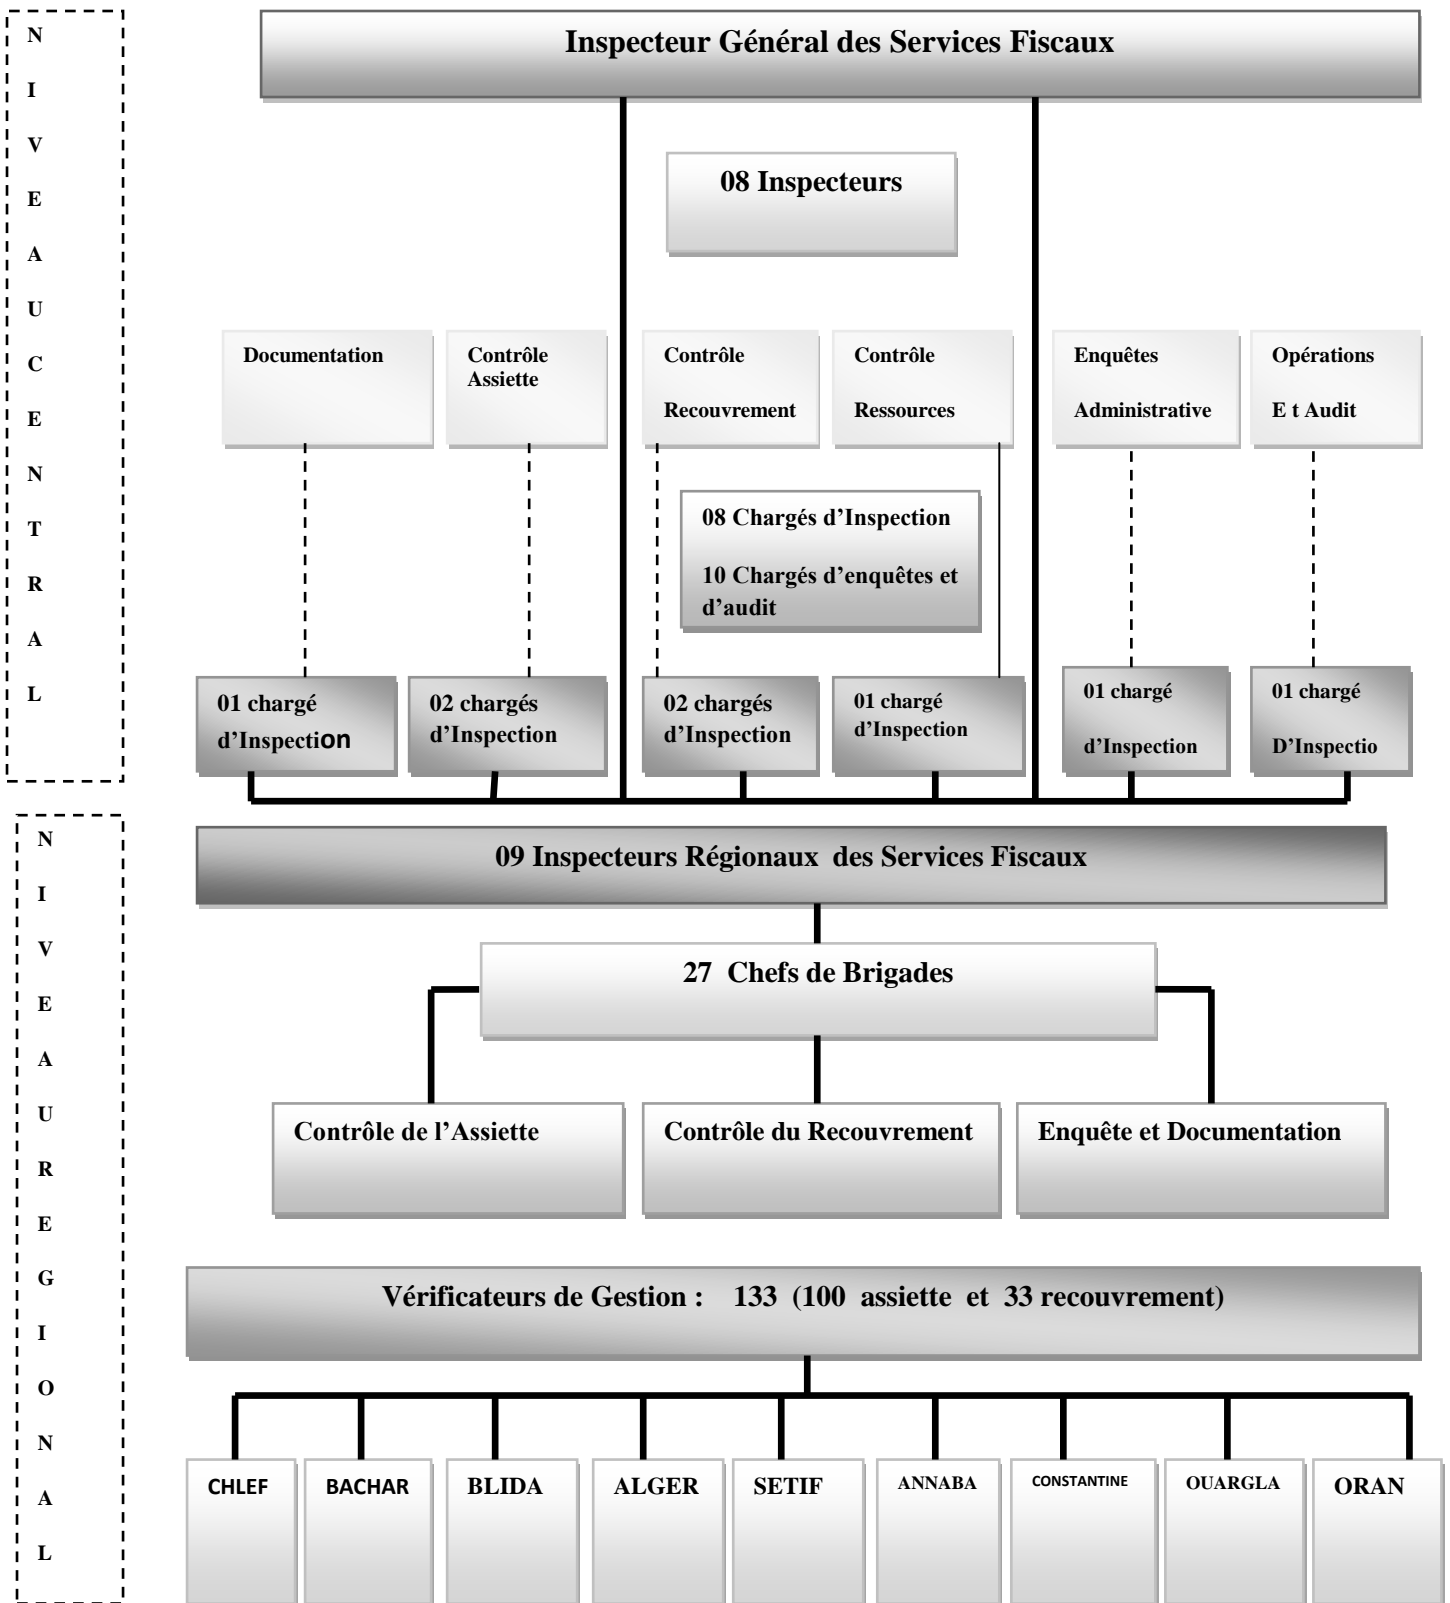 N
I
V
E
A
U
C
E
N
T
R
A
L
Inspecteur Général des Services Fiscaux
08 Inspecteurs
Documentation
Contrôle
Assiette
Contrôle
Recouvrement
Contrôle
Ressources
Enquêtes
Administrative
Opérations
E t Audit
08 Chargés d’Inspection
10 Chargés d’enquêtes et
d’audit
01 chargé
d’Inspection
02 chargés
d’Inspection
02 chargés
d’Inspection
01 chargé
d’Inspection
01 chargé
d’Inspection
01 chargé
D’Inspectio
N
I
V
E
A
U
R
E
G
I
O
N
A
L
09 Inspecteurs Régionaux des Services Fiscaux
27 Chefs de Brigades
Contrôle de l’Assiette
Contrôle du Recouvrement
Enquête et Documentation
Vérificateurs de Gestion : 133 (100 assiette et 33 recouvrement)
CHLEF
BACHAR
BLIDA
ALGER
SETIF
ANNABA
CONSTANTINE
OUARGLA
ORAN